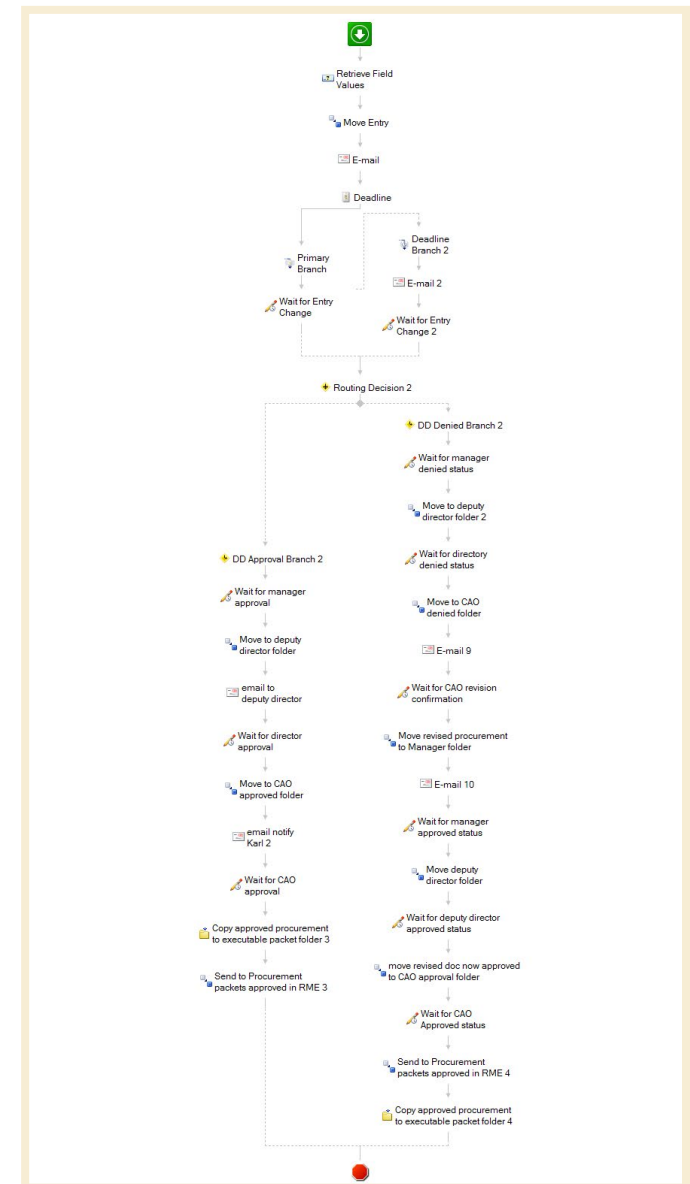 Retrieve Field
Values
Move Entry
E-mail
Deadline
Primary
Branch
Wait for Entry
Change
Deadline
Branch 2
E-mail 2
Wait for Entry
Change 2
Routing Decision 2
DD Approval Branch 2
Wait for manager
approval
Move to deputy
director folder
email to
deputy director
Wait for director
approval
Move to CAO
approved folder
email notify
Karl 2
Wait for CAO
approval
Copy approved procurement
to executable packet folder 3
Send to Procurement
packets approved in RME 3
DD Denied Branch 2
Wait for manager
denied status
Move to deputy
director folder 2
Wait for directory
denied status
Move to CAO
denied folder
E-mail 9
Wait for CAO revision
confirmation
Move revised procurement
to Manager folder
E-mail 10
Wait for manager
approved status
Move deputy
director folder
Wait for deputy director
approved status
move revised doc now approved
to CAO approval folder
Wait for CAO
Approved status
Send to Procurement
packets approved in RME 4
Copy approved procurement
to executable packet folder 4